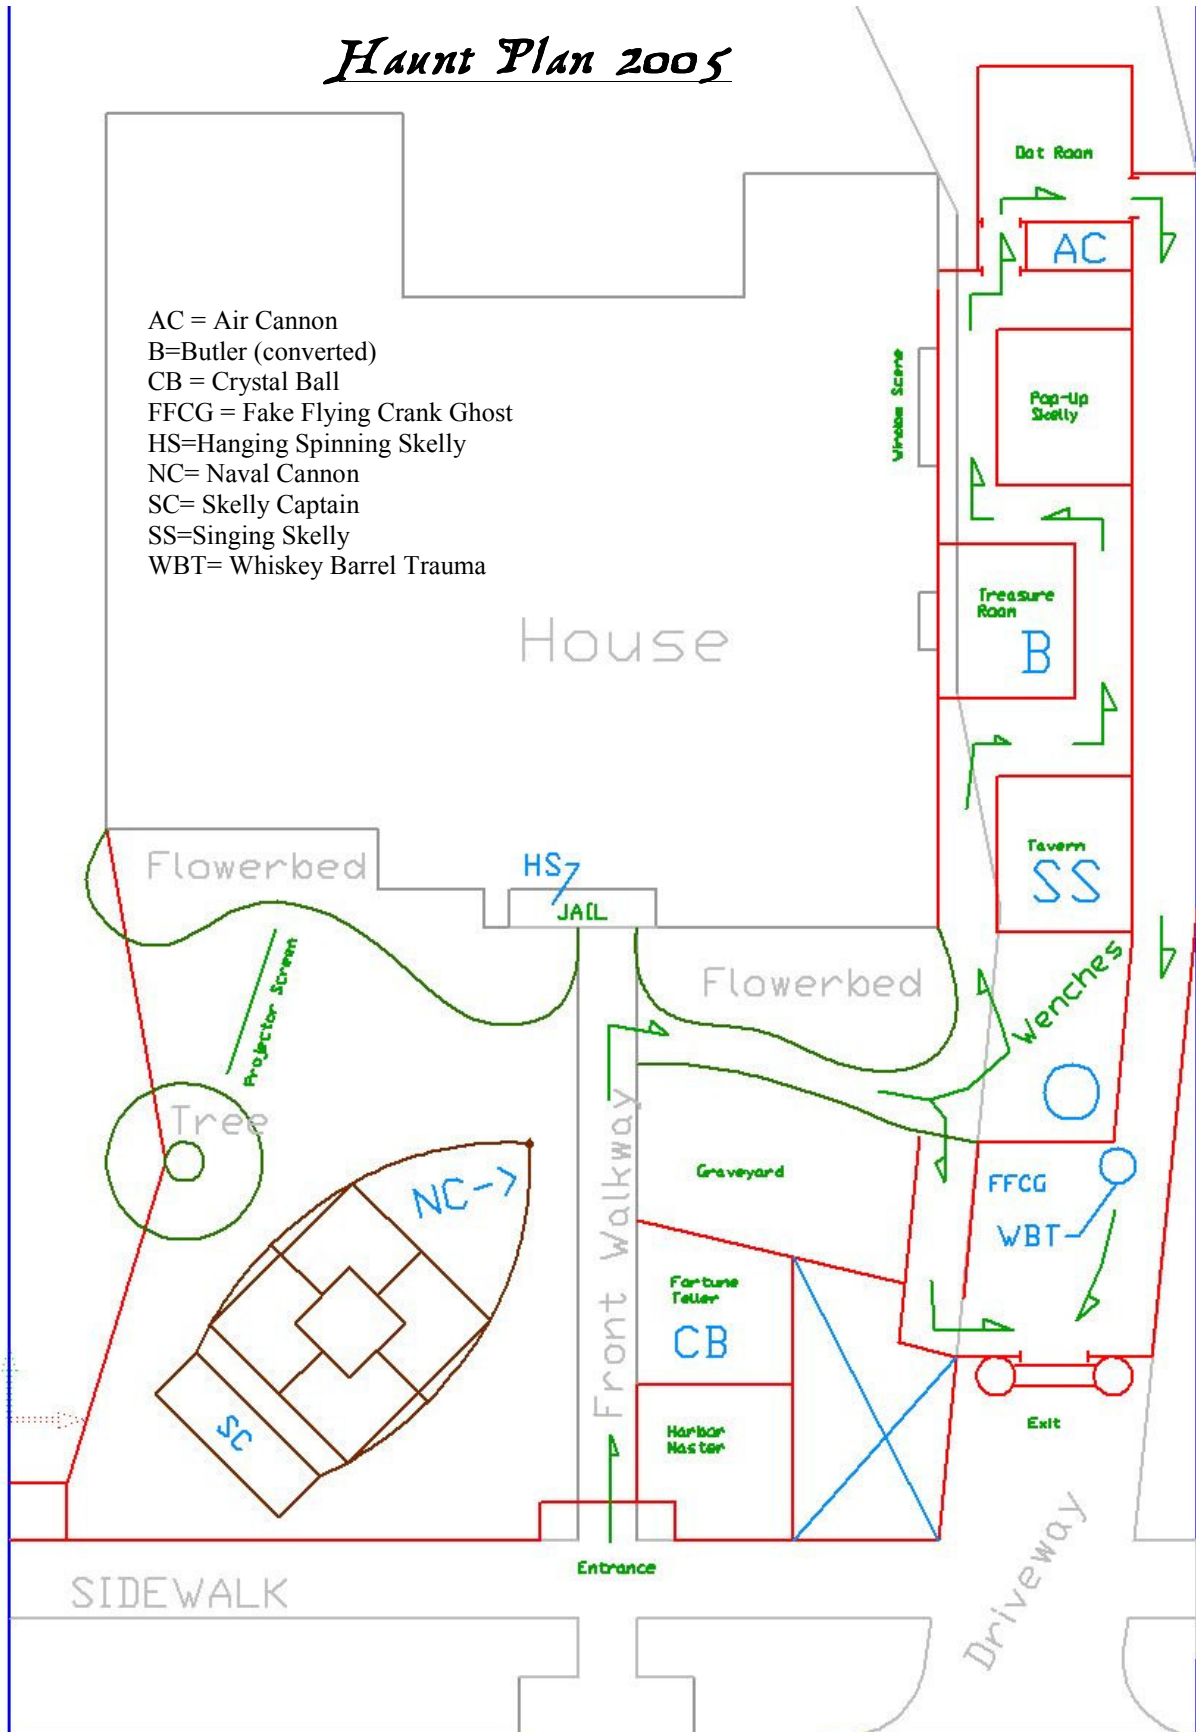 Haunt Plan 2005
Dot Room
AC
AC = Air Cannon
B=Butler (converted)
CB = Crystal Ball
FFCG = Fake Flying Crank Ghost
HS=Hanging Spinning Skelly
NC= Naval Cannon
SC= Skelly Captain
SS=Singing Skelly
WBT= Whiskey Barrel Trauma
Window Scene
Pop-Up
Skelly
Treasure
Room
B
House
Tavern
SS
Flowerbed
HS
JAIL
Flowerbed
Wenches
Projector Screen
Tree
NC->
Graveyard
FFCG
WBT
Front Walkway
Fortune
Teller
CB
SC
Harbor
Master
Exit
Entrance
SIDEWALK
Driveway